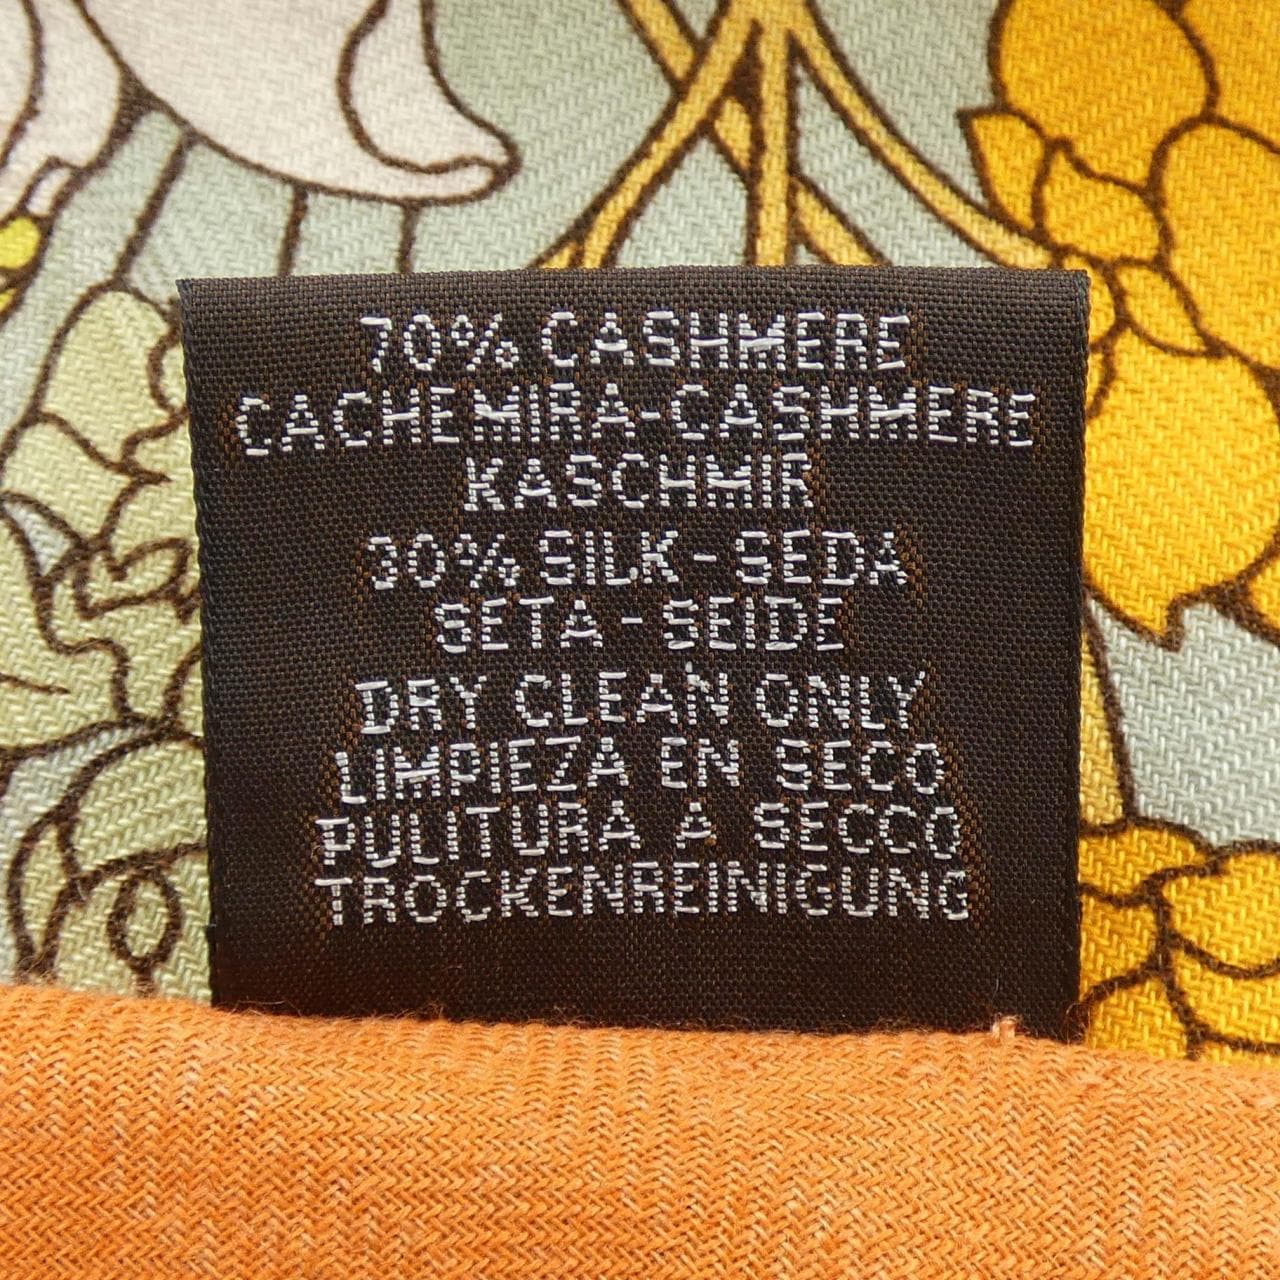 70% CASHMERE
CACHEMIRA-CASHMERE
KASCHMIR
30% SILK - SEDA
SETA - SEIDE
DRY CLEAN ONLY
LIMPIEZA EN SECO
PULITURA A SECCO
TROCKENREINIGUNG